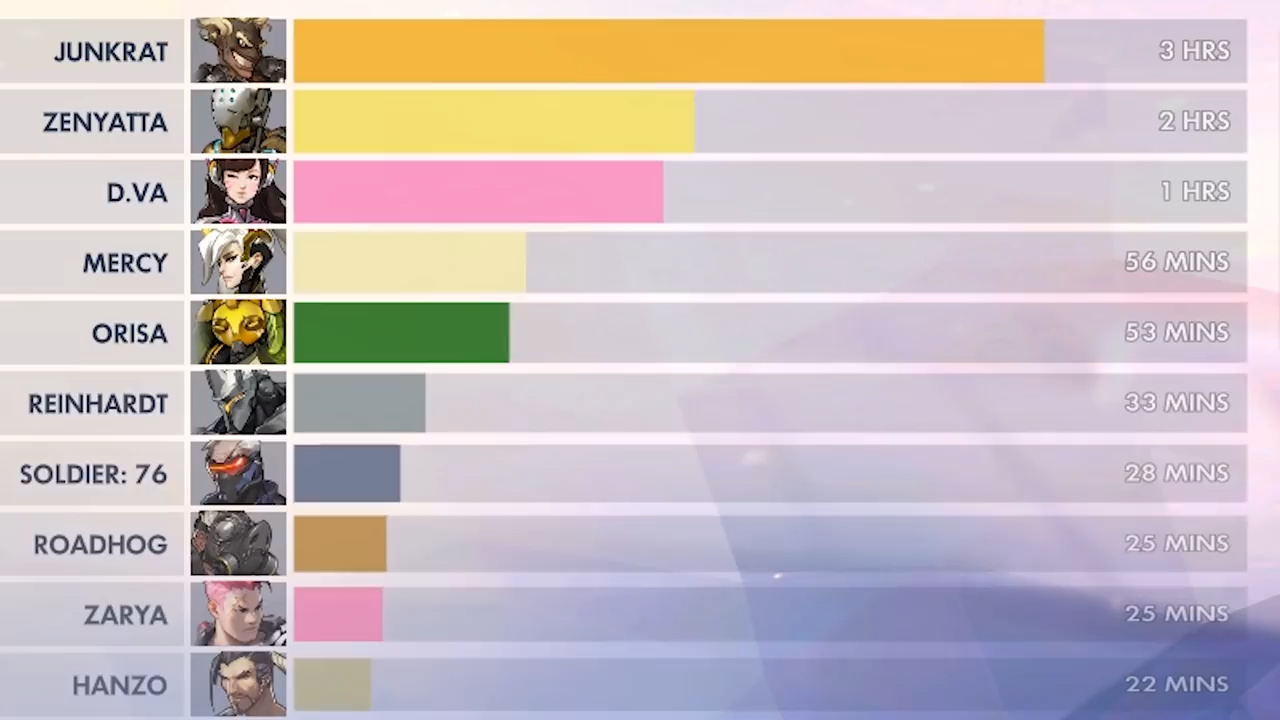 JUNKRAT 3 HRS
ZENYATTA 2 HRS
D.VA 1 HRS
MERCY 56 MINS
ORISA 53 MINS
REINHARDT 33 MINS
SOLDIER: 76 28 MINS
ROADHOG 25 MINS
ZARYA 25 MINS
HANZO 22 MINS